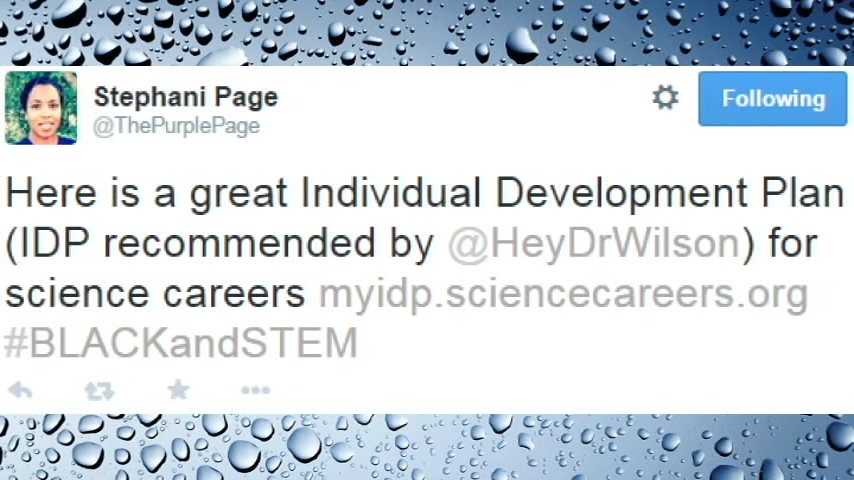 Stephani Page
@ThePurplePage
Following
Here is a great Individual Development Plan
(IDP recommended by @HeyDrWilson) for
science careers myidp.sciencecareers.org
#BLACKandSTEM